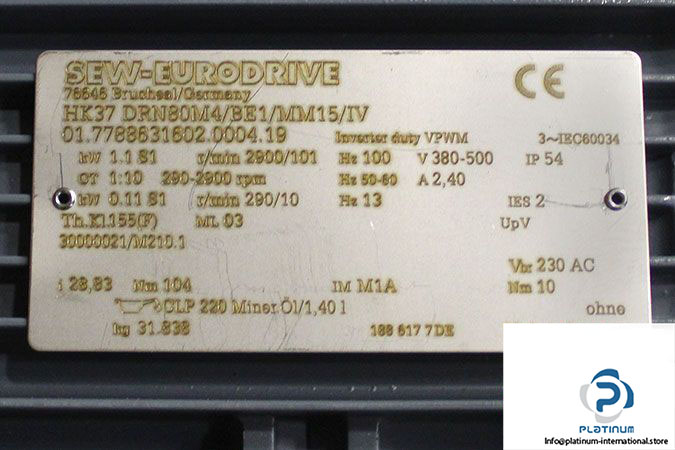 SEW-EURODRIVE
76646 Bruchsal/Germany
CE
HK37 DRN80M4/BE1/MM15/IV
01.7788631602.0004.19 Inverter duty VPWM 3~IEC60034
kW 1.1 S1 r/min 2900/101 Hz 100 V 380-500 IP 54
CT 1:10 290-2900 rpm Hz 50-60 A 2,40
kW 0.11 S1 r/min 290/10 Hz 13 IES 2
Th.Kl.155(F) ML 03 UpV
30000021/M210.1
Vbr 230 AC
i 28,83 Nm 104 IM M1A Nm 10
CLP 220 Miner.Öl/1,40 l ohne
kg 31.838 188 617 7 DE
PLATINUM
Info@platinum-international.store